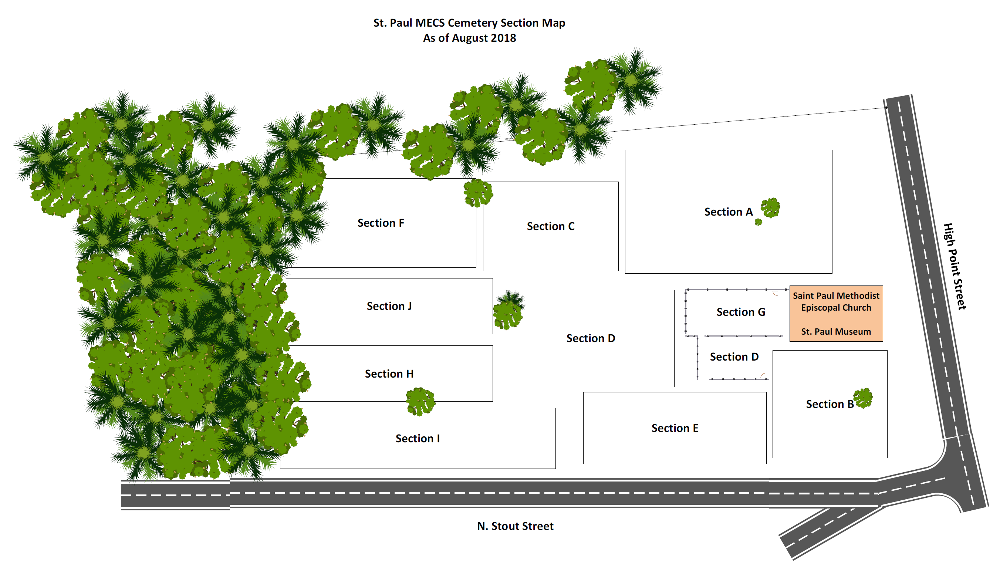 St. Paul MECS Cemetery Section Map
As of August 2018
Section A
Section F
Section C
High Point Street
Saint Paul Methodist
Episcopal Church
St. Paul Museum
Section J
Section G
Section D
Section D
Section H
Section B
Section E
Section I
N. Stout Street